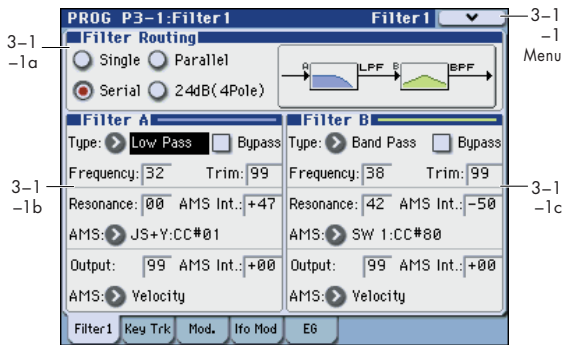 PROG P3-1:Filter1 Filter1
3-1
-1
Menu
3-1
-1a
Filter Routing
Single Parallel
Serial 24dB(4Pole)
A LPF B BPF
Filter A
Type: Low Pass Bypass
Frequency: 32 Trim: 99
Resonance: 00 AMS Int.: +47
AMS: JS+Y:CC#01
Output: 99 AMS Int.: +00
AMS: Velocity
3-1
-1b
Filter B
Type: Band Pass Bypass
Frequency: 38 Trim: 99
Resonance: 42 AMS Int.: -50
AMS: SW 1:CC#80
Output: 99 AMS Int.: +00
AMS: Velocity
3-1
-1c
Filter1 Key Trk Mod. lfo Mod EG